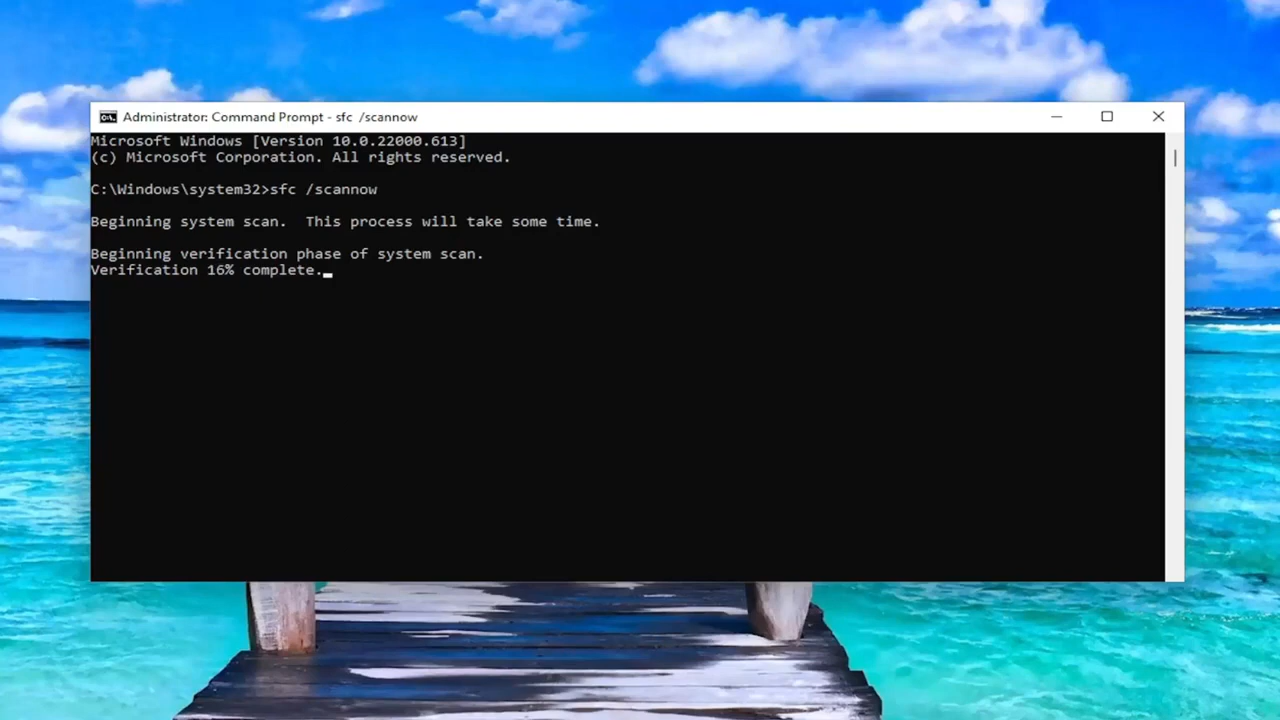 Administrator: Command Prompt - sfc  /scannow
Microsoft Windows [Version 10.0.22000.613]
(c) Microsoft Corporation. All rights reserved.
C:\Windows\system32>sfc /scannow
Beginning system scan.  This process will take some time.
Beginning verification phase of system scan.
Verification 16% complete.